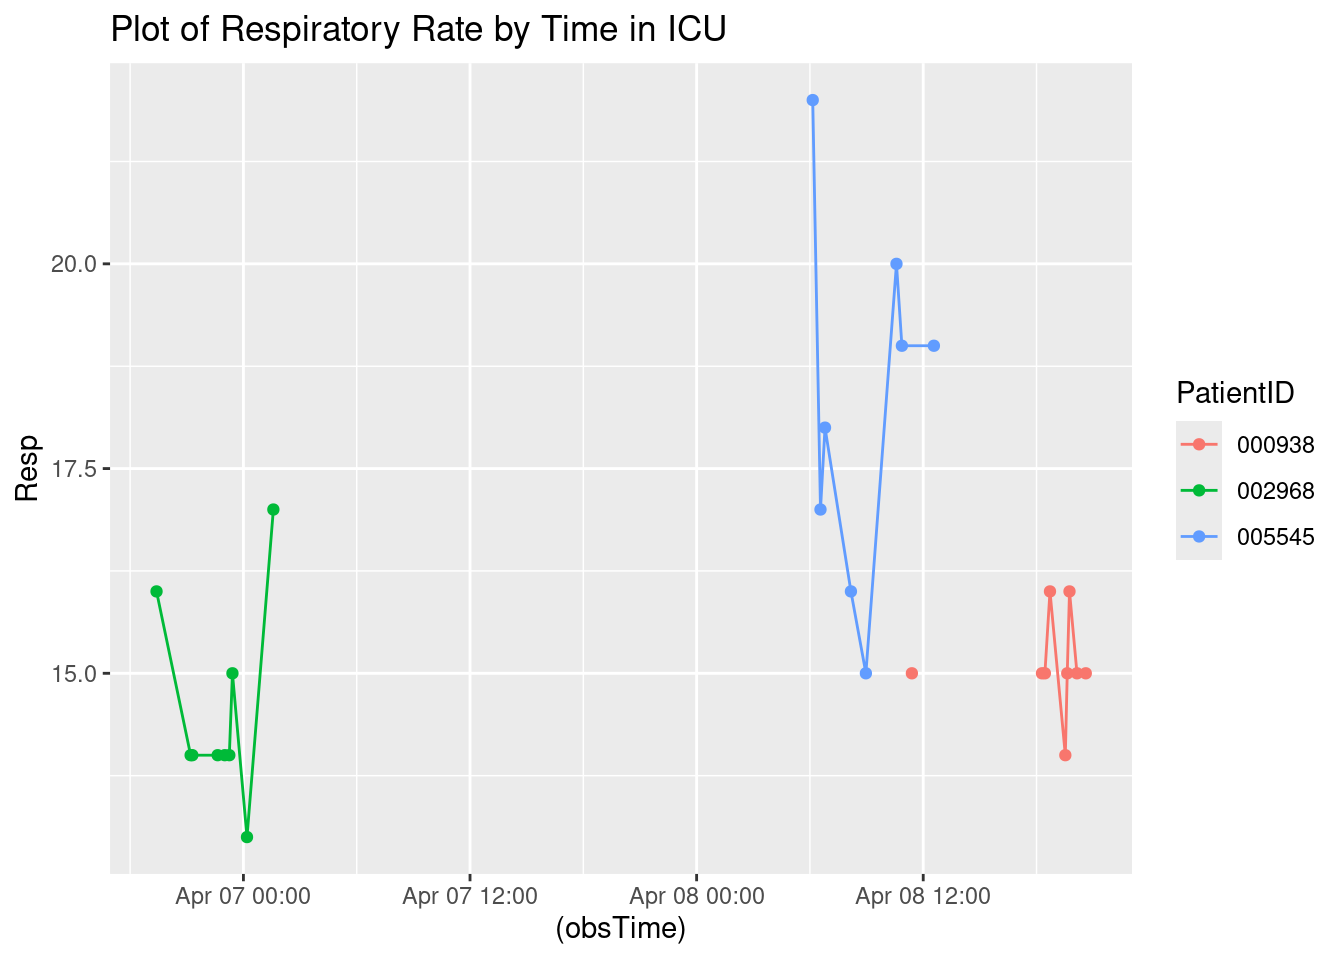 Plot of Respiratory Rate by Time in ICU
Resp
20.0
17.5
15.0
Apr 07 00:00
Apr 07 12:00
Apr 08 00:00
Apr 08 12:00
(obsTime)
PatientID
000938
002968
005545